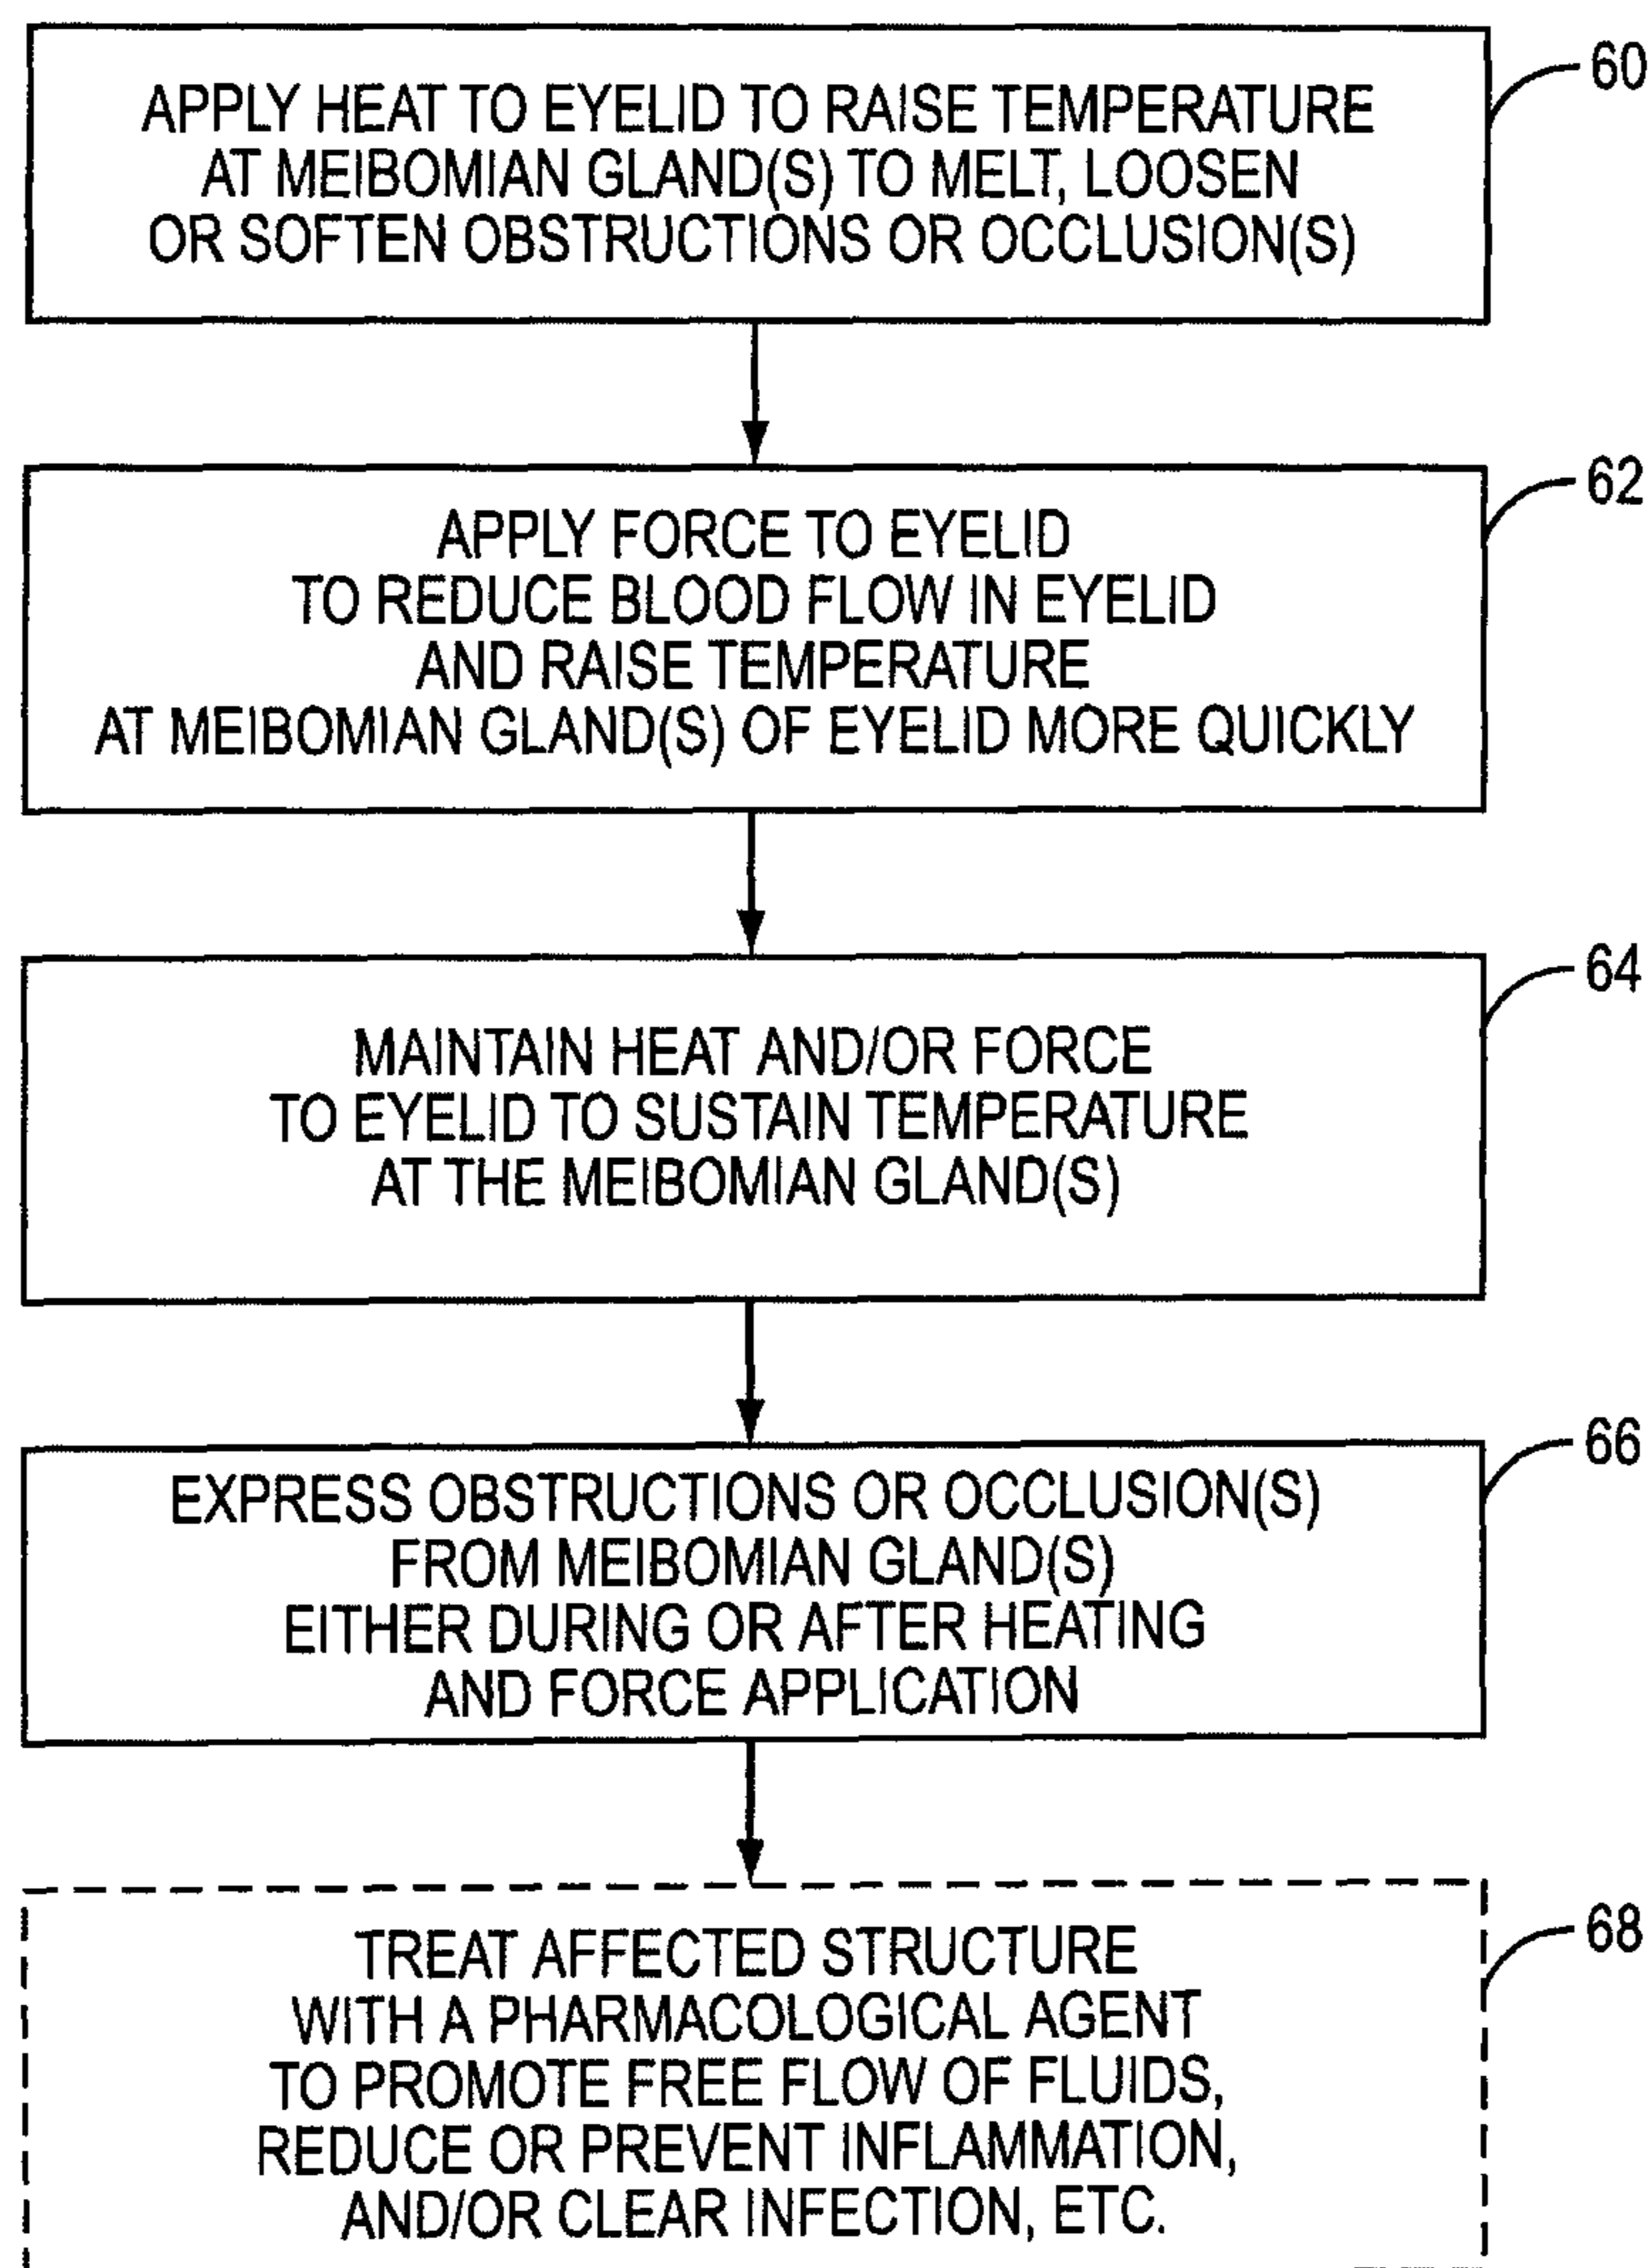 60
APPLY HEAT TO EYELID TO RAISE TEMPERATURE
AT MEIBOMIAN GLAND(S) TO MELT, LOOSEN
OR SOFTEN OBSTRUCTIONS OR OCCLUSION(S)
62
APPLY FORCE TO EYELID
TO REDUCE BLOOD FLOW IN EYELID
AND RAISE TEMPERATURE
AT MEIBOMIAN GLAND(S) OF EYELID MORE QUICKLY
64
MAINTAIN HEAT AND/OR FORCE
TO EYELID TO SUSTAIN TEMPERATURE
AT THE MEIBOMIAN GLAND(S)
66
EXPRESS OBSTRUCTIONS OR OCCLUSION(S)
FROM MEIBOMIAN GLAND(S)
EITHER DURING OR AFTER HEATING
AND FORCE APPLICATION
68
TREAT AFFECTED STRUCTURE
WITH A PHARMACOLOGICAL AGENT
TO PROMOTE FREE FLOW OF FLUIDS,
REDUCE OR PREVENT INFLAMMATION,
AND/OR CLEAR INFECTION, ETC.